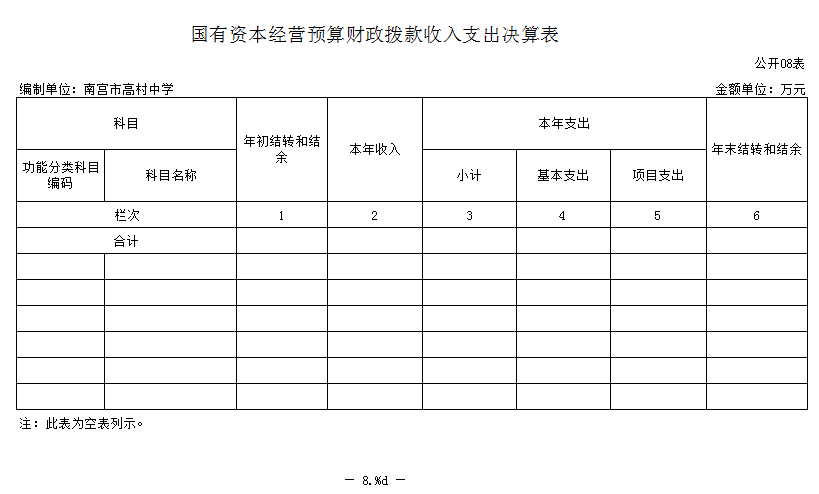 国有资本经营预算财政拨款收入支出决算表
公开08表
编制单位：南宫市高村中学 金额单位：万元
科目 年初结转和结余 本年收入 本年支出 年末结转和结余
功能分类科目编码 科目名称 小计 基本支出 项目支出
栏次 1 2 3 4 5 6
合计
注：此表为空表列示。
— 8.%d —